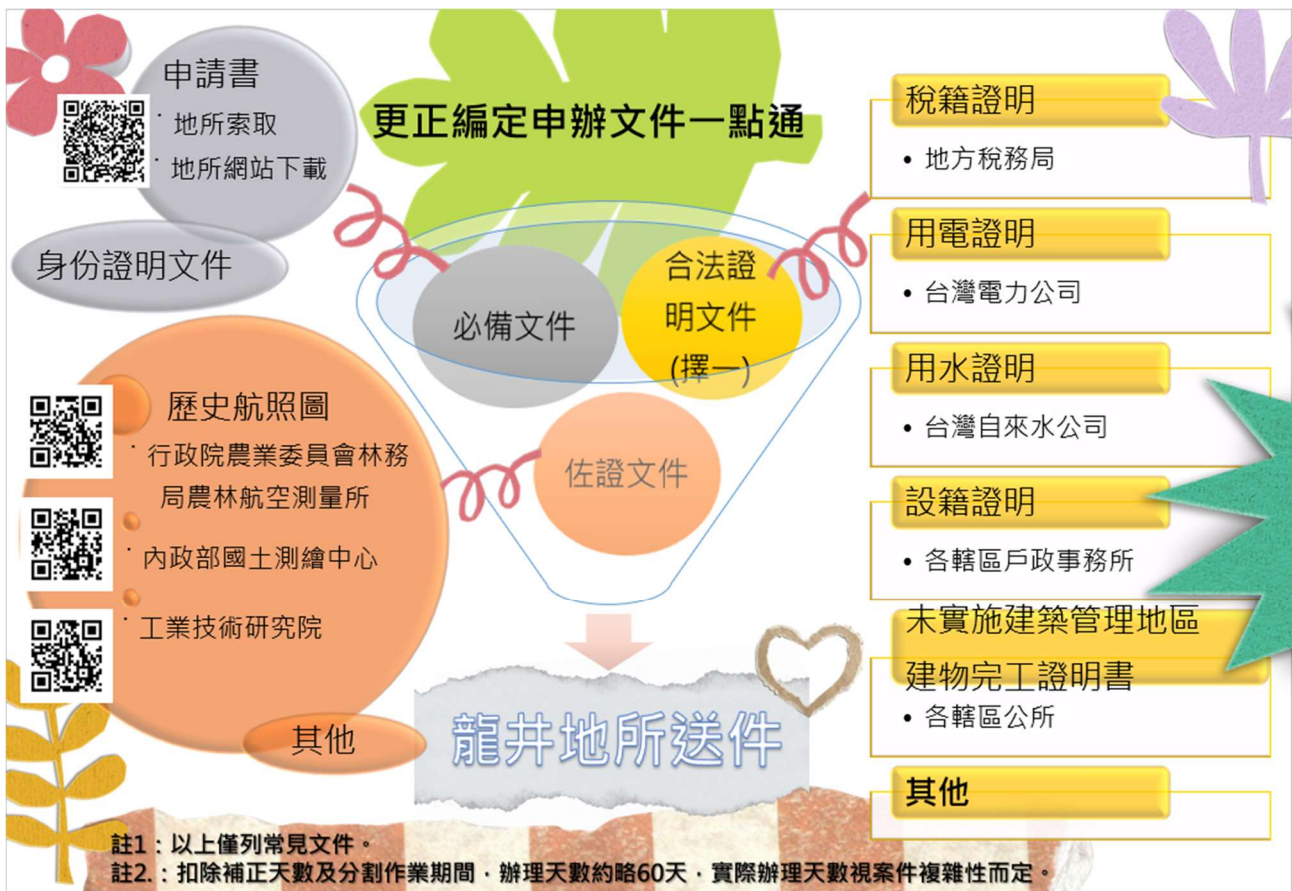 更正編定申辦文件一點通
申請書
· 地所索取
· 地所網站下載
身份證明文件
必備文件
合法證
明文件
(擇一)
佐證文件
歷史航照圖
· 行政院農業委員會林務
局農林航空測量所
· 內政部國土測繪中心
· 工業技術研究院
其他
稅籍證明
• 地方稅務局
用電證明
• 台灣電力公司
用水證明
• 台灣自來水公司
設籍證明
• 各轄區戶政事務所
未實施建築管理地區
建物完工證明書
• 各轄區公所
其他
龍井地所送件
註1：以上僅列常見文件。
註2.：扣除補正天數及分割作業期間，辦理天數約略60天，實際辦理天數視案件複雜性而定。